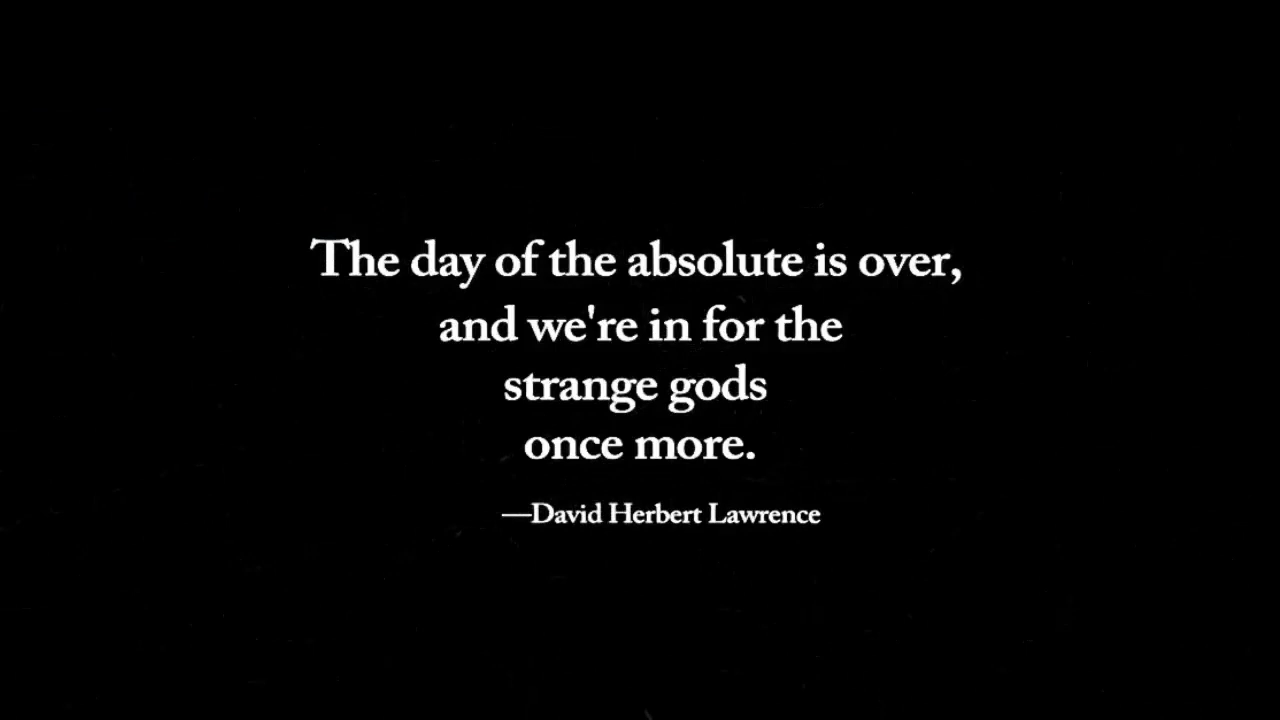 The day of the absolute is over,
and we're in for the
strange gods
once more.
—David Herbert Lawrence